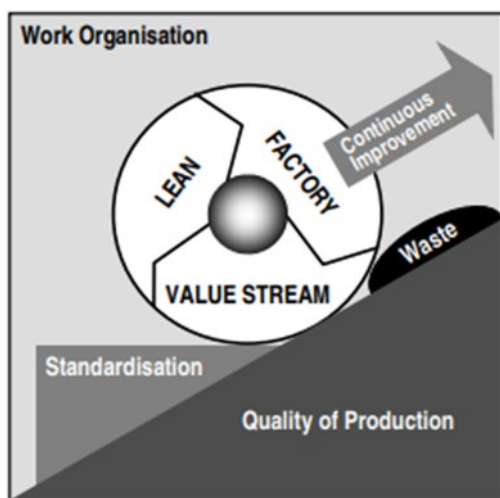 Work Organisation
Continuous
Improvement
LEAN
FACTORY
Waste
VALUE STREAM
Standardisation
Quality of Production